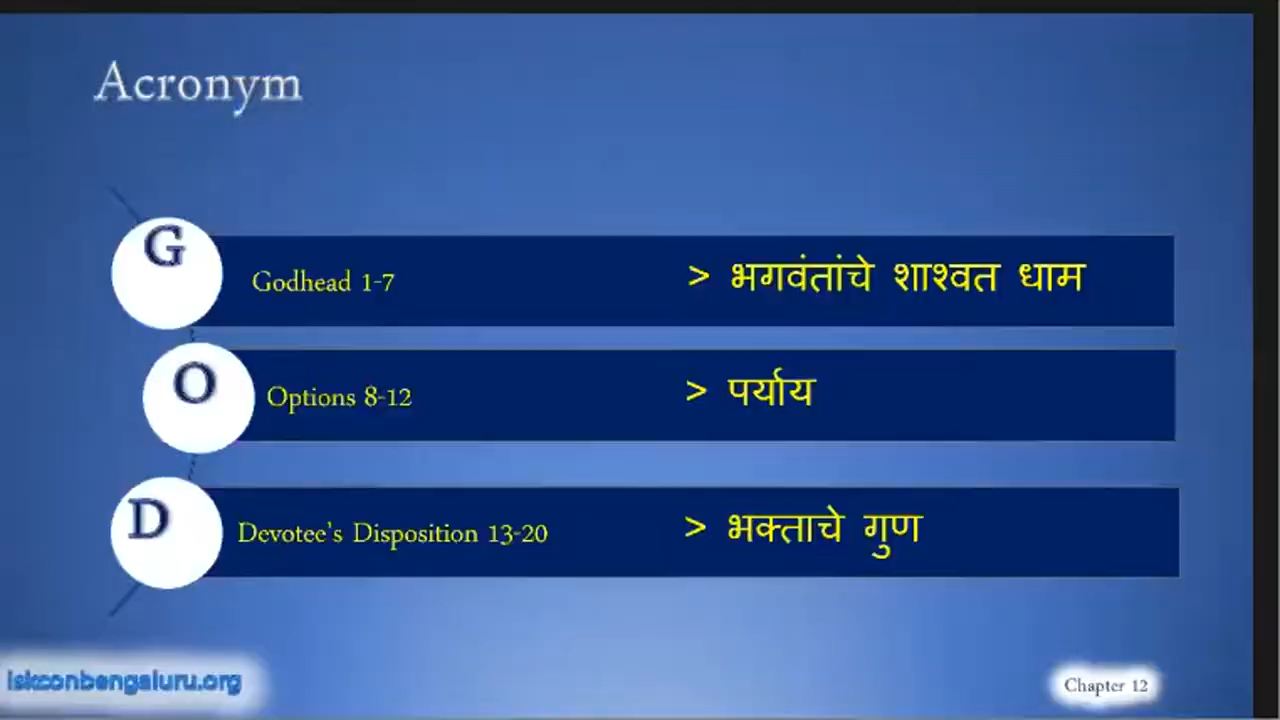 Acronym
G
Godhead 1-7 > भगवंतांचे शाश्वत धाम
O
Options 8-12 > पर्याय
D
Devotee's Disposition 13-20 > भक्ताचे गुण
iskconbengaluru.org
Chapter 12